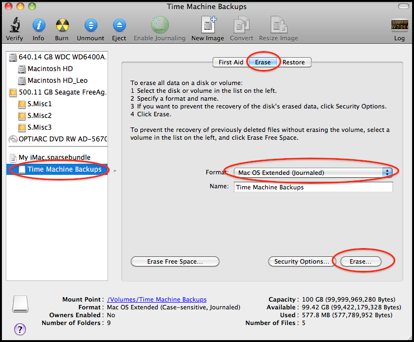 Time Machine Backups
Verify Info Burn Unmount Eject Enable Journaling New Image Convert Resize Image Log
640.14 GB WDC WD6400A...
Macintosh HD
Macintosh HD_Leo
500.11 GB Seagate FreeAg...
S.Misc1
S.Misc2
S.Misc3
OPTIARC DVD RW AD-567...
My iMac.sparsebundle
Time Machine Backups
First Aid Erase Restore
To erase all data on a disk or volume:
1 Select the disk or volume in the list on the left.
2 Specify a format and name.
3 If you want to prevent the recovery of the disk's erased data, click Security Options.
4 Click Erase.
To prevent the recovery of previously deleted files without erasing the volume, select a
volume in the list on the left, and click Erase Free Space.
Format: Mac OS Extended (Journaled)
Name: Time Machine Backups
Erase Free Space... Security Options... Erase...
Mount Point : /Volumes/Time Machine Backups
Format : Mac OS Extended (Case-sensitive, Journaled)
Owners Enabled : No
Number of Folders : 9
Capacity : 100 GB (99,999,969,280 Bytes)
Available : 99.42 GB (99,422,179,328 Bytes)
Used : 577.8 MB (577,789,952 Bytes)
Number of Files : 5